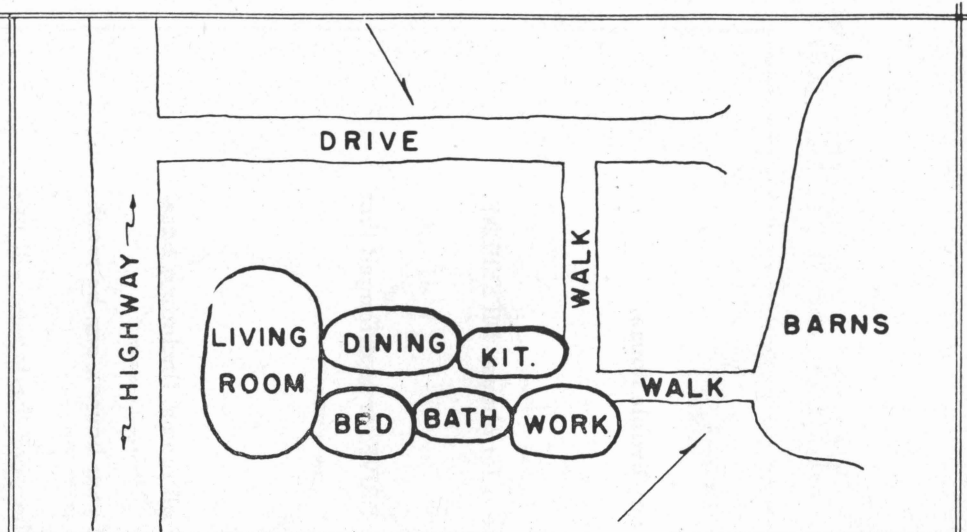 DRIVE
HIGHWAY
WALK
LIVING
ROOM
DINING
KIT.
BARNS
WALK
BED
BATH
WORK